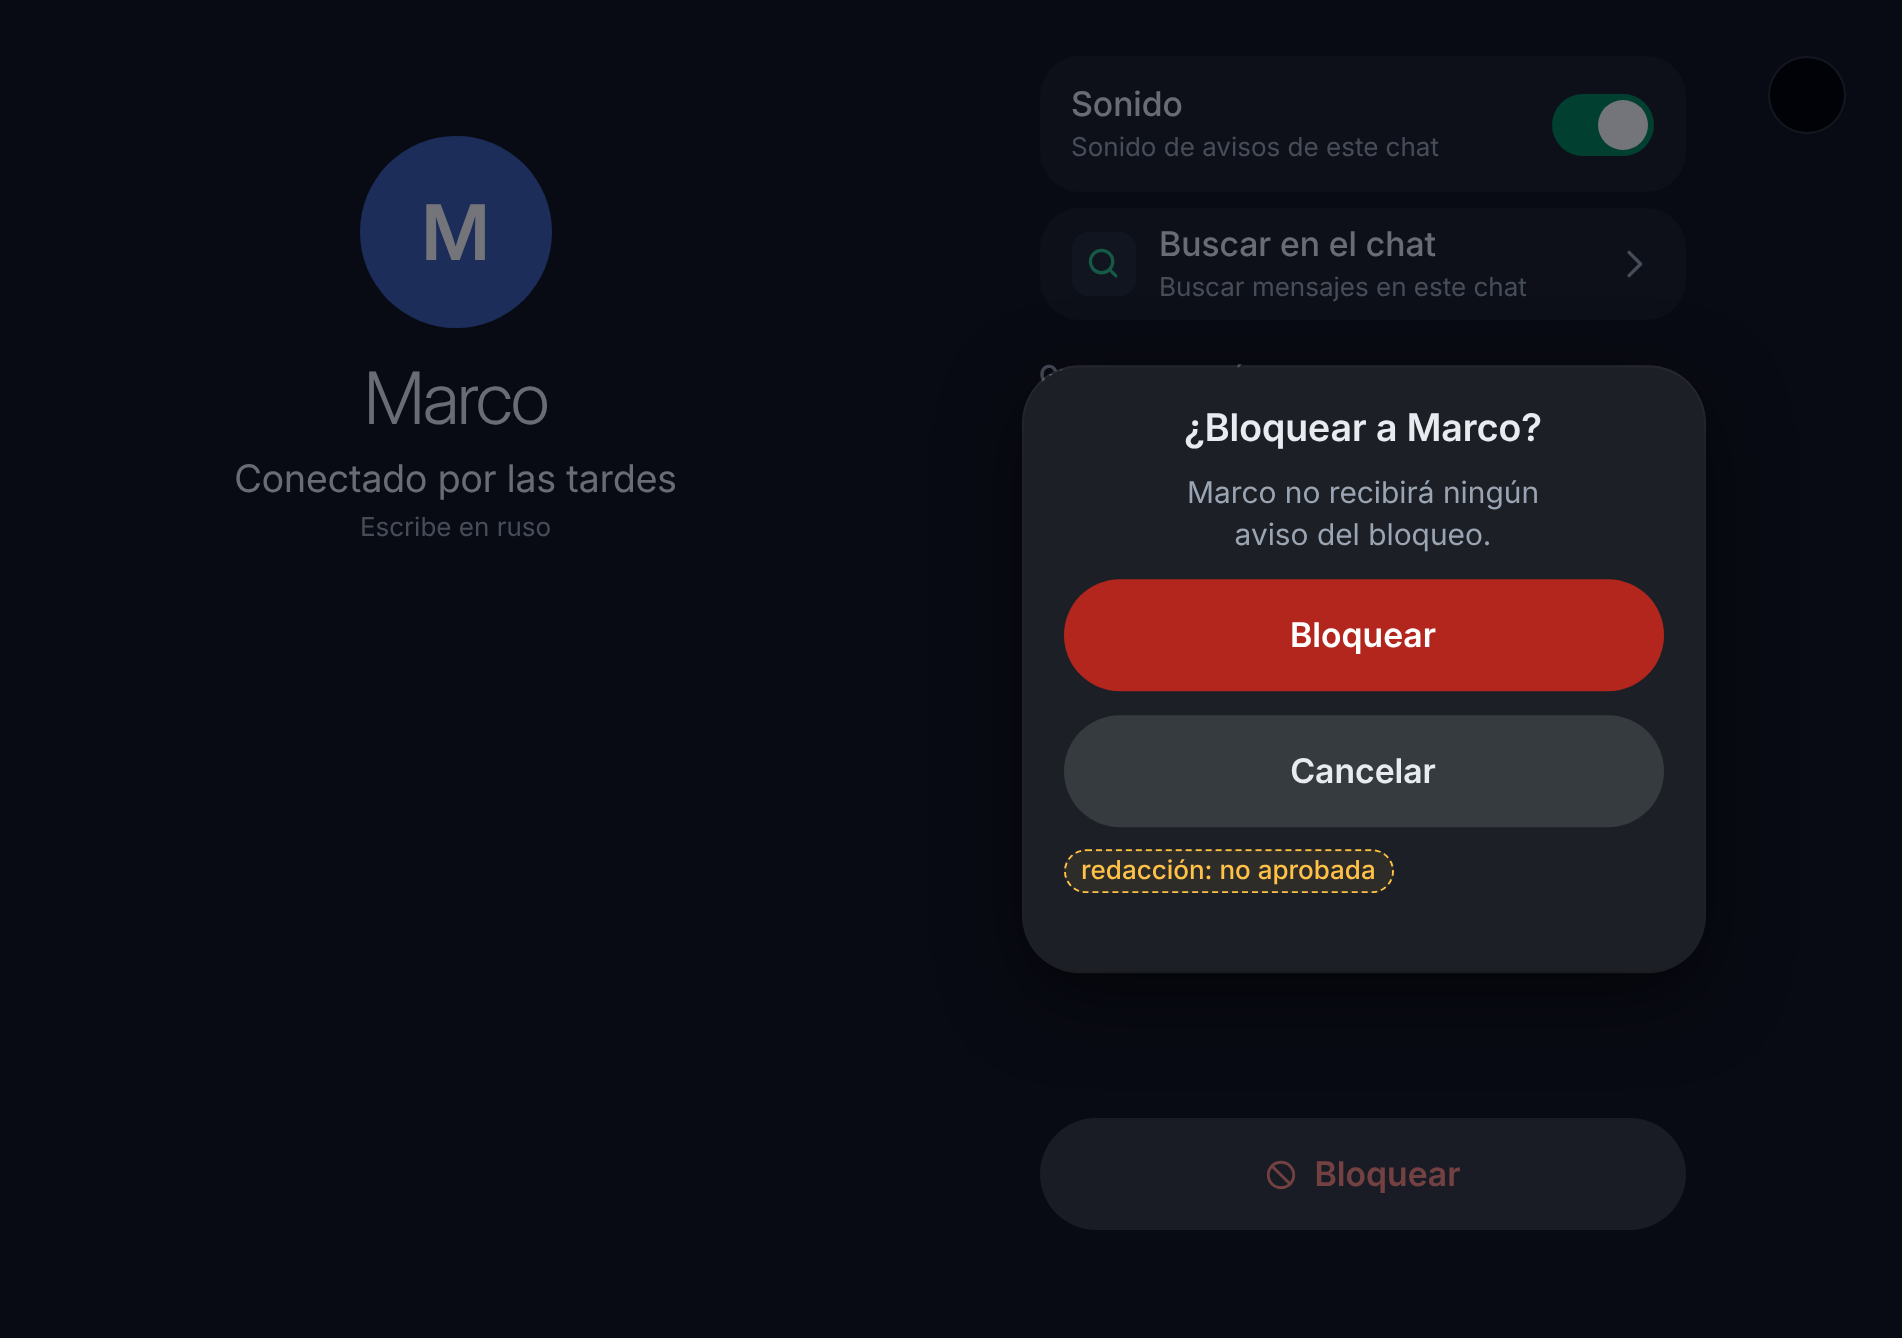 M
Marco
Conectado por las tardes
Escribe en ruso
Sonido
Sonido de avisos de este chat
Buscar en el chat
Buscar mensajes en este chat
¿Bloquear a Marco?
Marco no recibirá ningún
aviso del bloqueo.
Bloquear
Cancelar
redacción: no aprobada
Bloquear